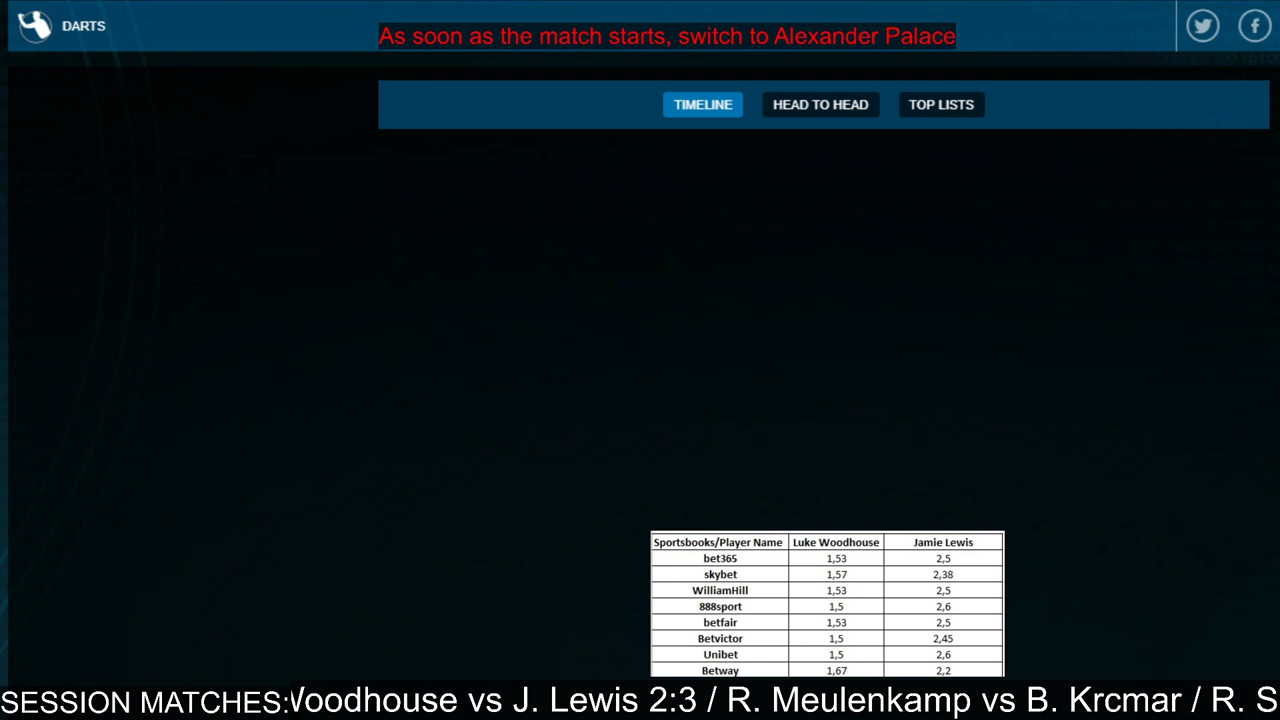 DARTS
As soon as the match starts, switch to Alexander Palace
TIMELINE HEAD TO HEAD TOP LISTS
Sportsbooks/Player Name Luke Woodhouse Jamie Lewis
bet365 1,53 2,5
skybet 1,57 2,38
WilliamHill 1,53 2,5
888sport 1,5 2,6
betfair 1,53 2,5
Betvictor 1,5 2,45
Unibet 1,5 2,6
Betway 1,67 2,2
SESSION MATCHES: Woodhouse vs J. Lewis 2:3 / R. Meulenkamp vs B. Krcmar / R. S